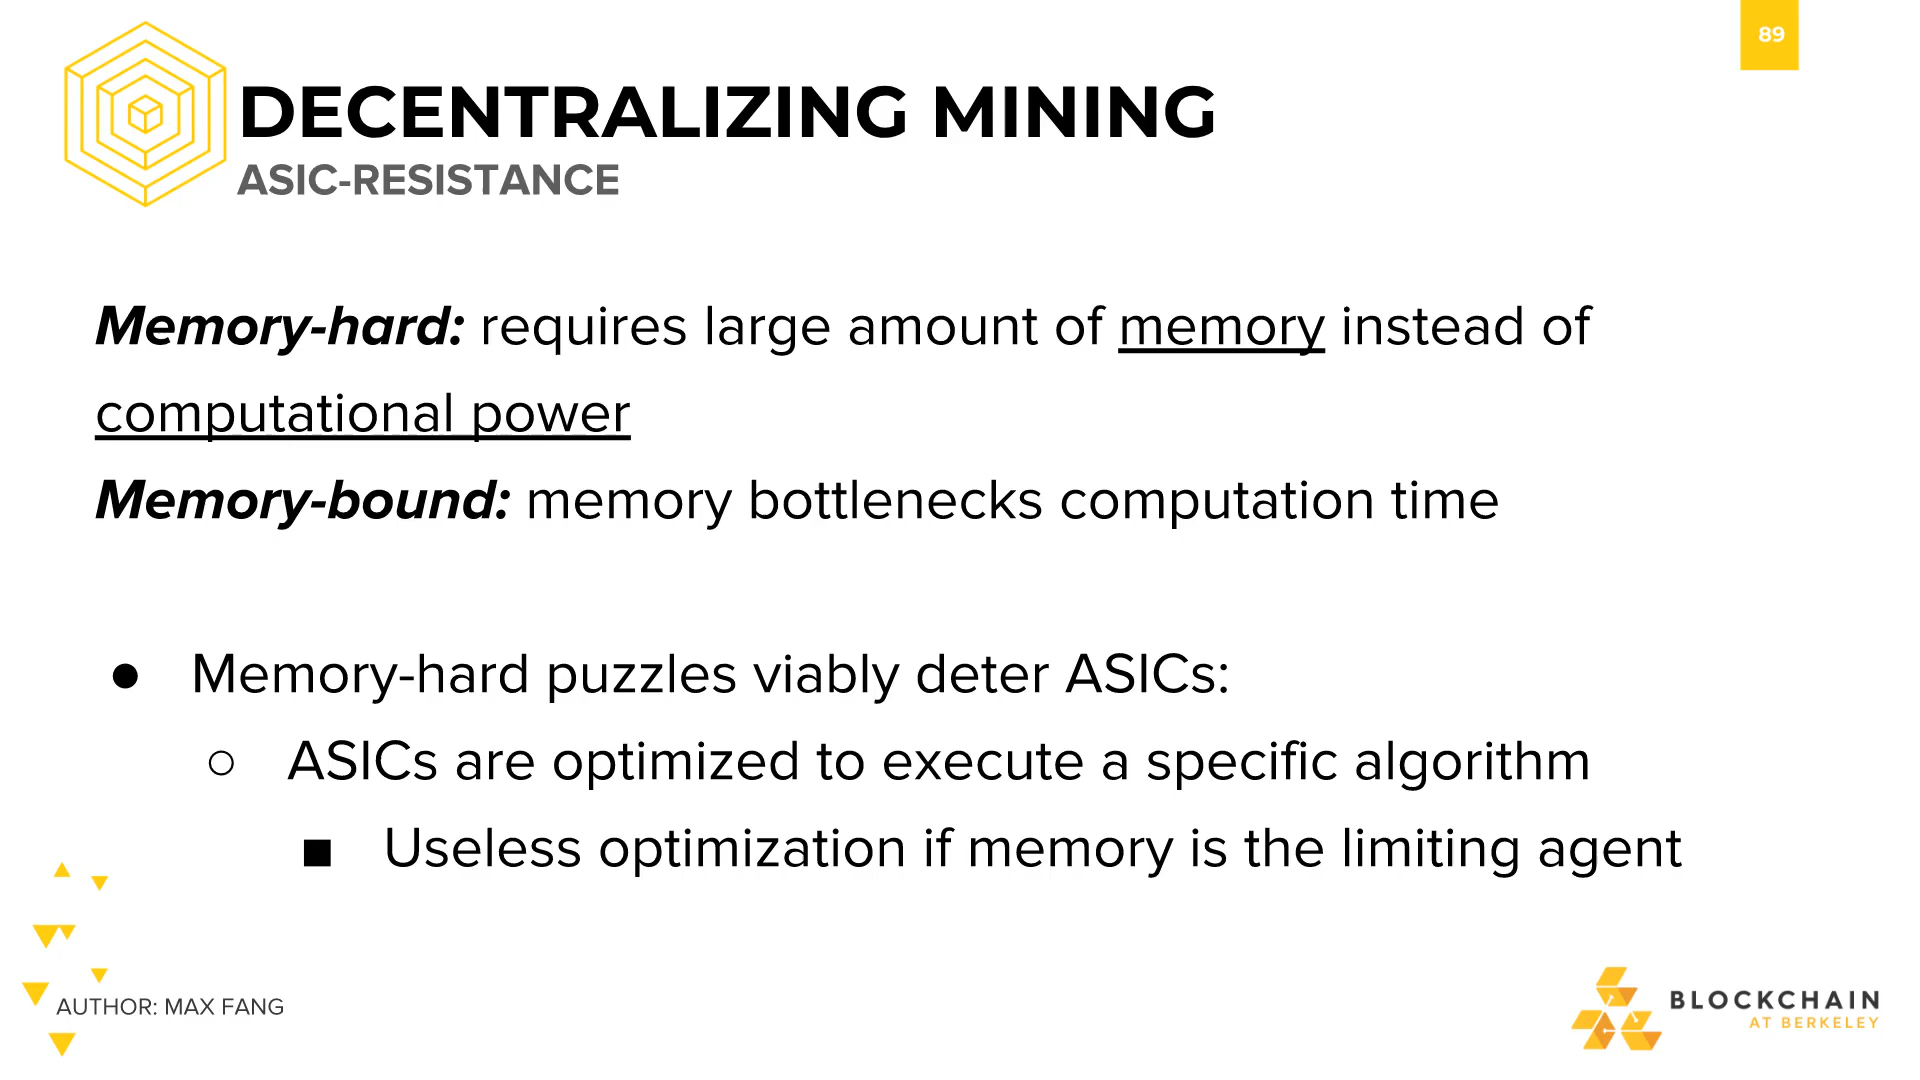 89
DECENTRALIZING MINING
ASIC-RESISTANCE
Memory-hard: requires large amount of memory instead of
computational power
Memory-bound: memory bottlenecks computation time
● Memory-hard puzzles viably deter ASICs:
○ ASICs are optimized to execute a specific algorithm
■ Useless optimization if memory is the limiting agent
AUTHOR: MAX FANG
BLOCKCHAIN
AT BERKELEY